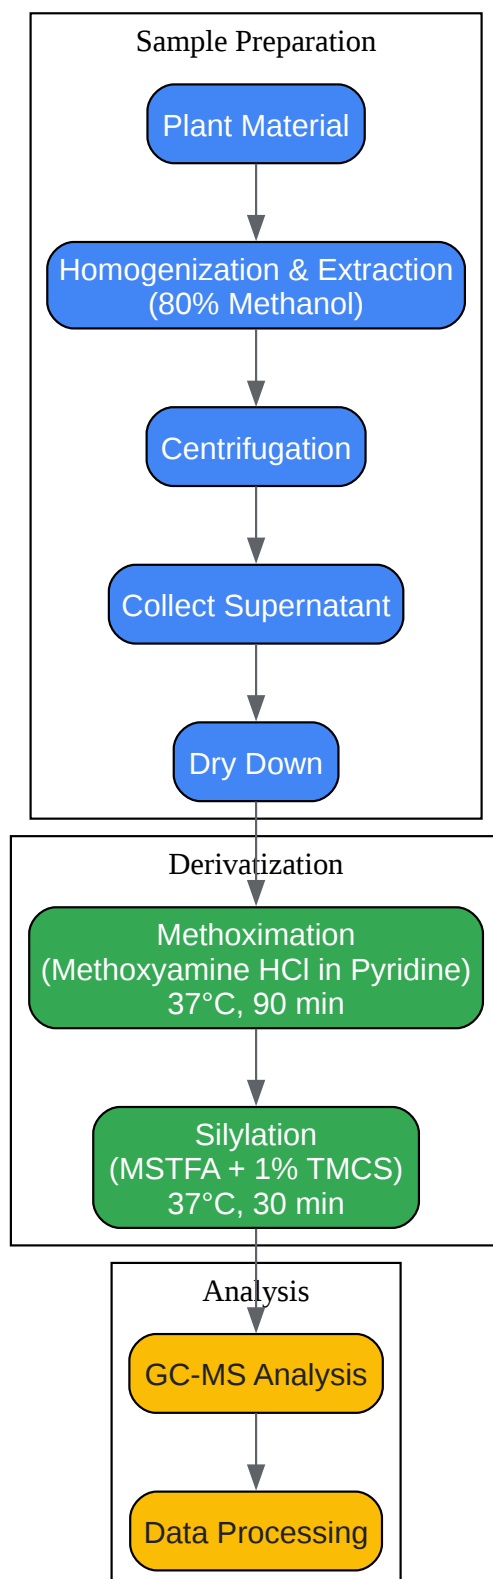 Sample Preparation
Plant Material
Homogenization & Extraction
(80% Methanol)
Centrifugation
Collect Supernatant
Dry Down
Derivatization
Methoximation
(Methoxyamine HCl in Pyridine)
37°C, 90 min
Silylation
(MSTFA + 1% TMCS)
37°C, 30 min
Analysis
GC-MS Analysis
Data Processing